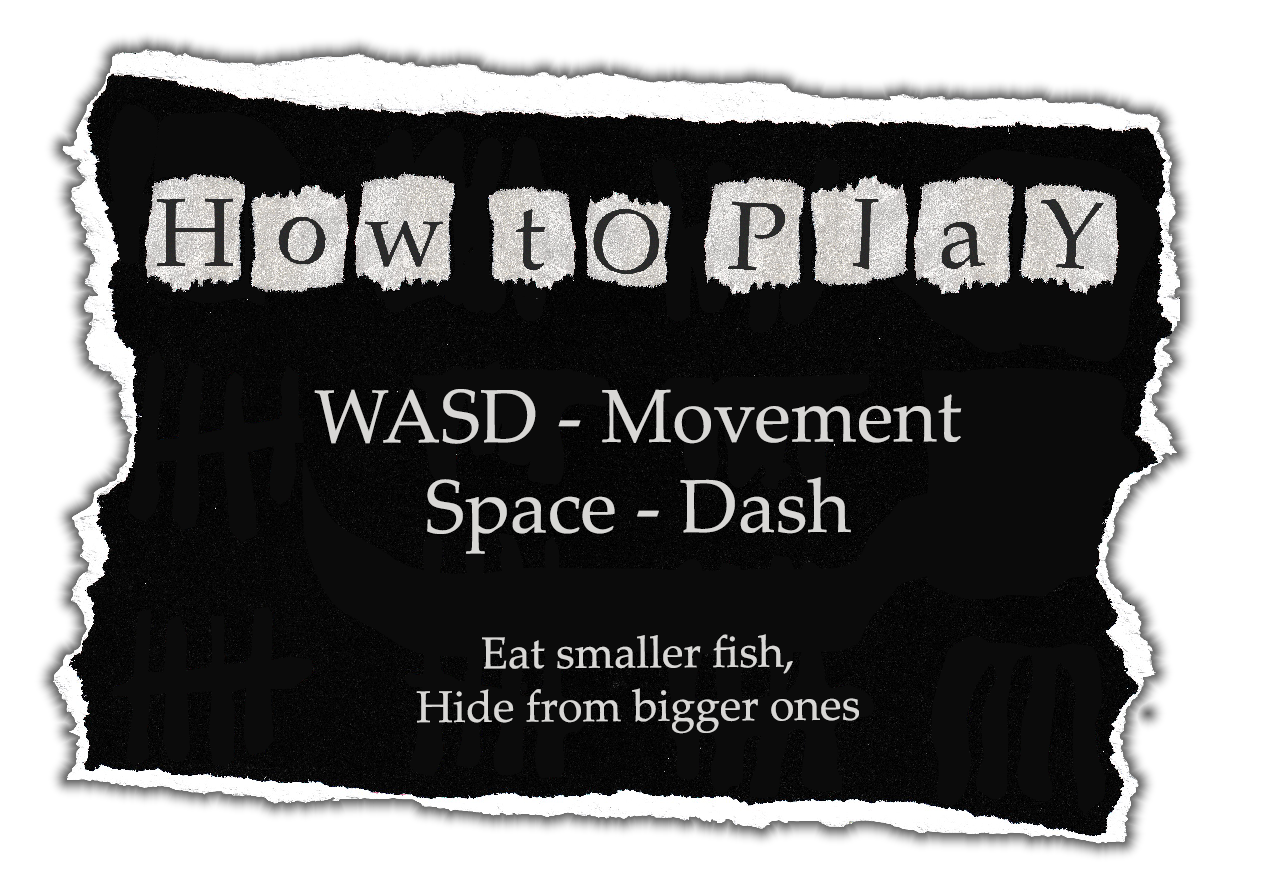 How tO PlaY
WASD - Movement
Space - Dash
Eat smaller fish,
Hide from bigger ones